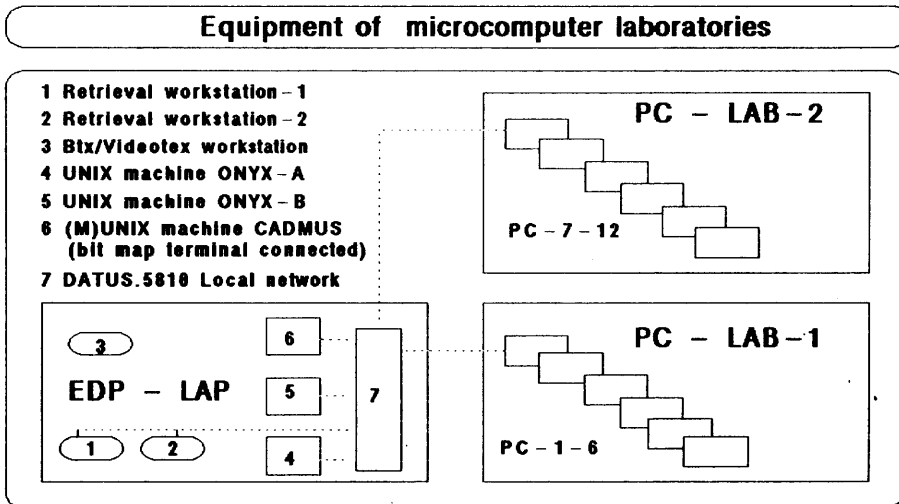 Equipment of microcomputer laboratories
1 Retrieval workstation-1
2 Retrieval workstation-2
3 Btx/Videotex workstation
4 UNIX machine ONYX-A
5 UNIX machine ONYX-B
6 (M)UNIX machine CADMUS
(bit map terminal connected)
7 DATUS.5810 Local network
PC - LAB-2
PC-7-12
3
EDP - LAP
1
2
6
5
4
7
PC - LAB-1
PC-1-6